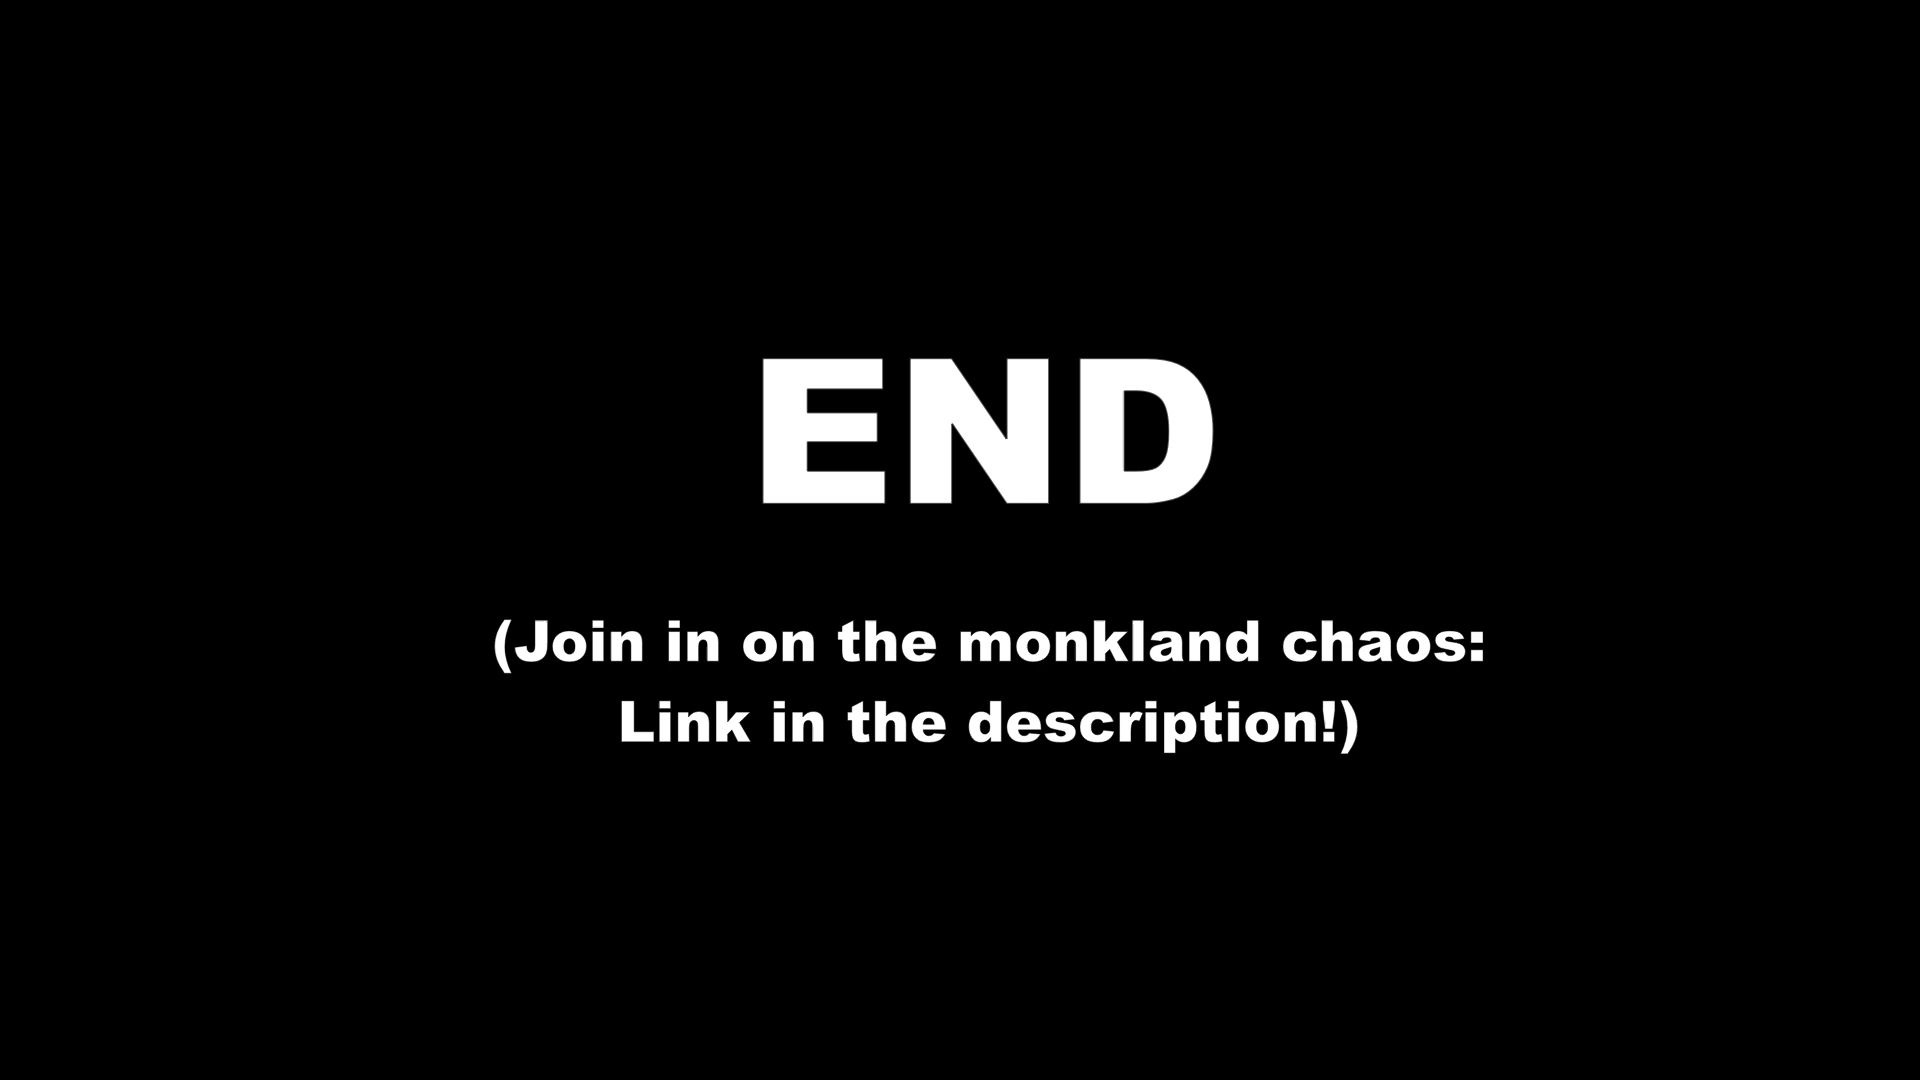 END
(Join in on the monkland chaos:
Link in the description!)